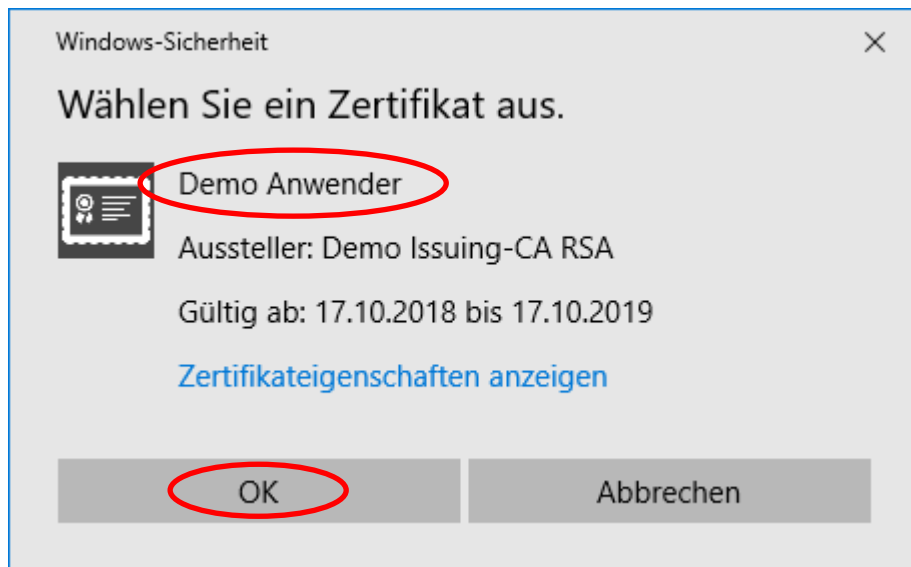 Windows-Sicherheit
Wählen Sie ein Zertifikat aus.
Demo Anwender
Aussteller: Demo Issuing-CA RSA
Gültig ab: 17.10.2018 bis 17.10.2019
Zertifikateigenschaften anzeigen
OK
Abbrechen